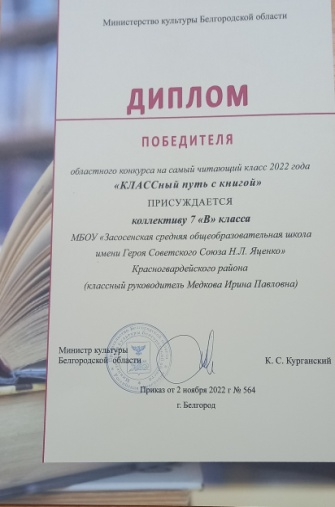 Министерство культуры Белгородской области
ДИПЛОМ
ПОБЕДИТЕЛЯ
областного конкурса на самый читающий класс 2022 года
«КЛАССный путь с книгой»
ПРИСУЖДАЕТСЯ
коллективу 7 «В» класса
МБОУ «Засосенская средняя общеобразовательная школа
имени Героя Советского Союза Н.Л. Яценко»
Красногвардейского района
(классный руководитель Медкова Ирина Павловна)
Министр культуры
Белгородской области
К. С. Курганский
Приказ от 2 ноября 2022 г № 564
г. Белгород